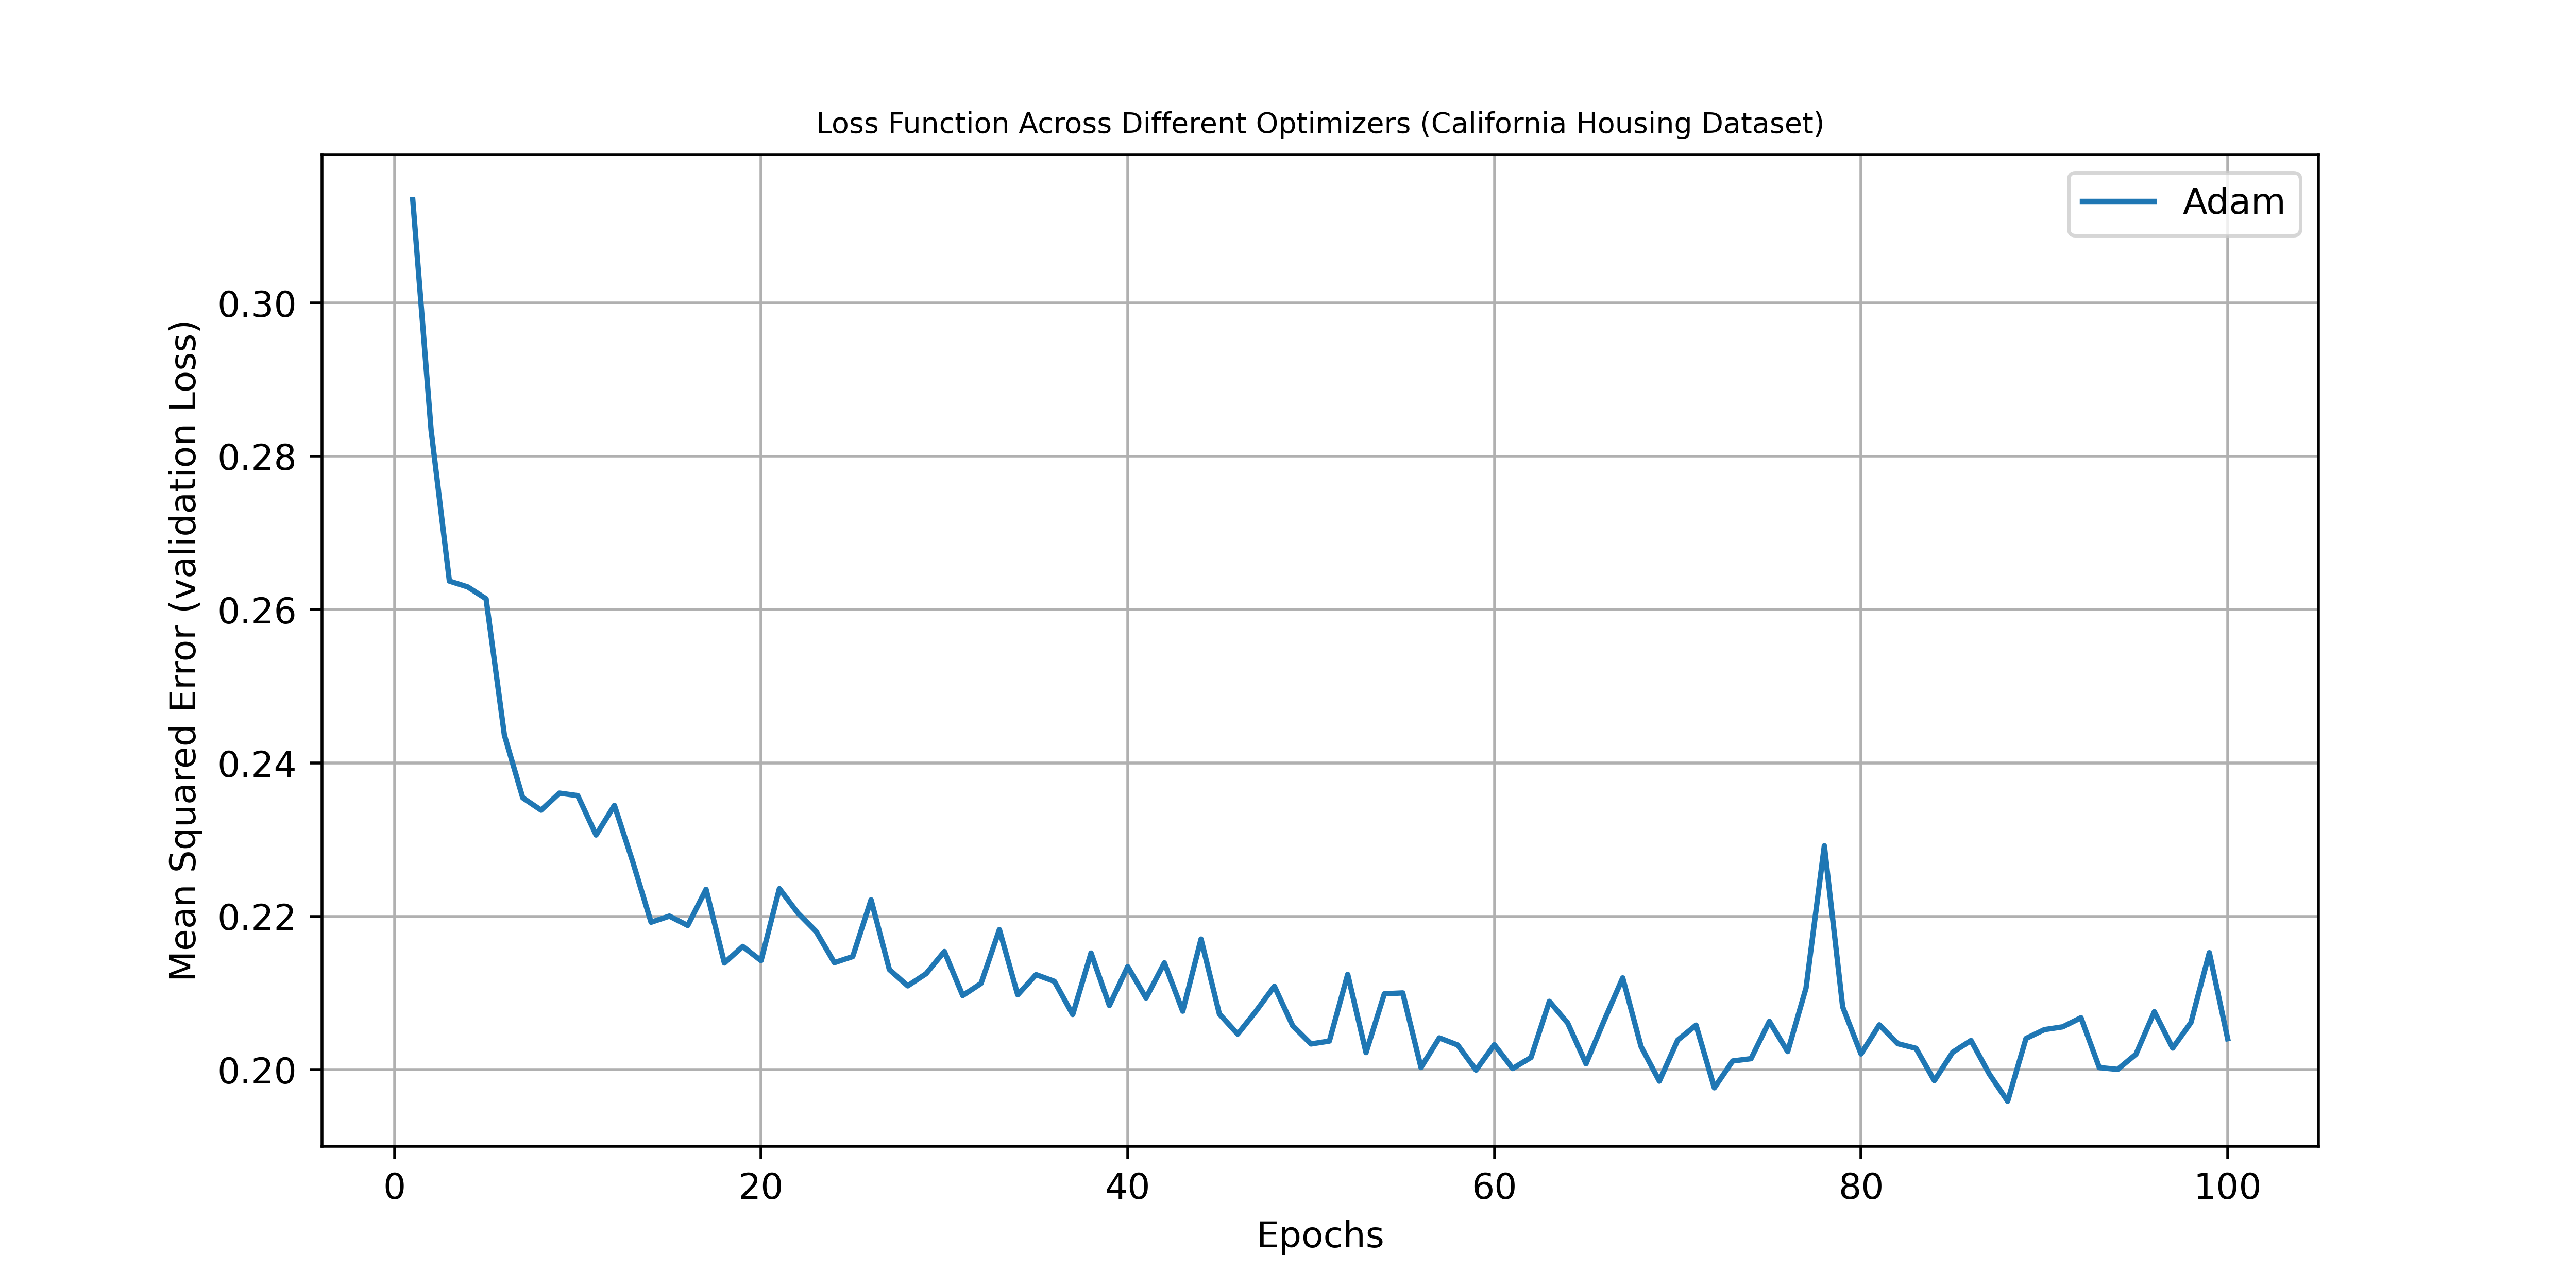 Loss Function Across Different Optimizers (California Housing Dataset)
Adam
Mean Squared Error (validation Loss)
0.30
0.28
0.26
0.24
0.22
0.20
0 20 40 60 80 100
Epochs